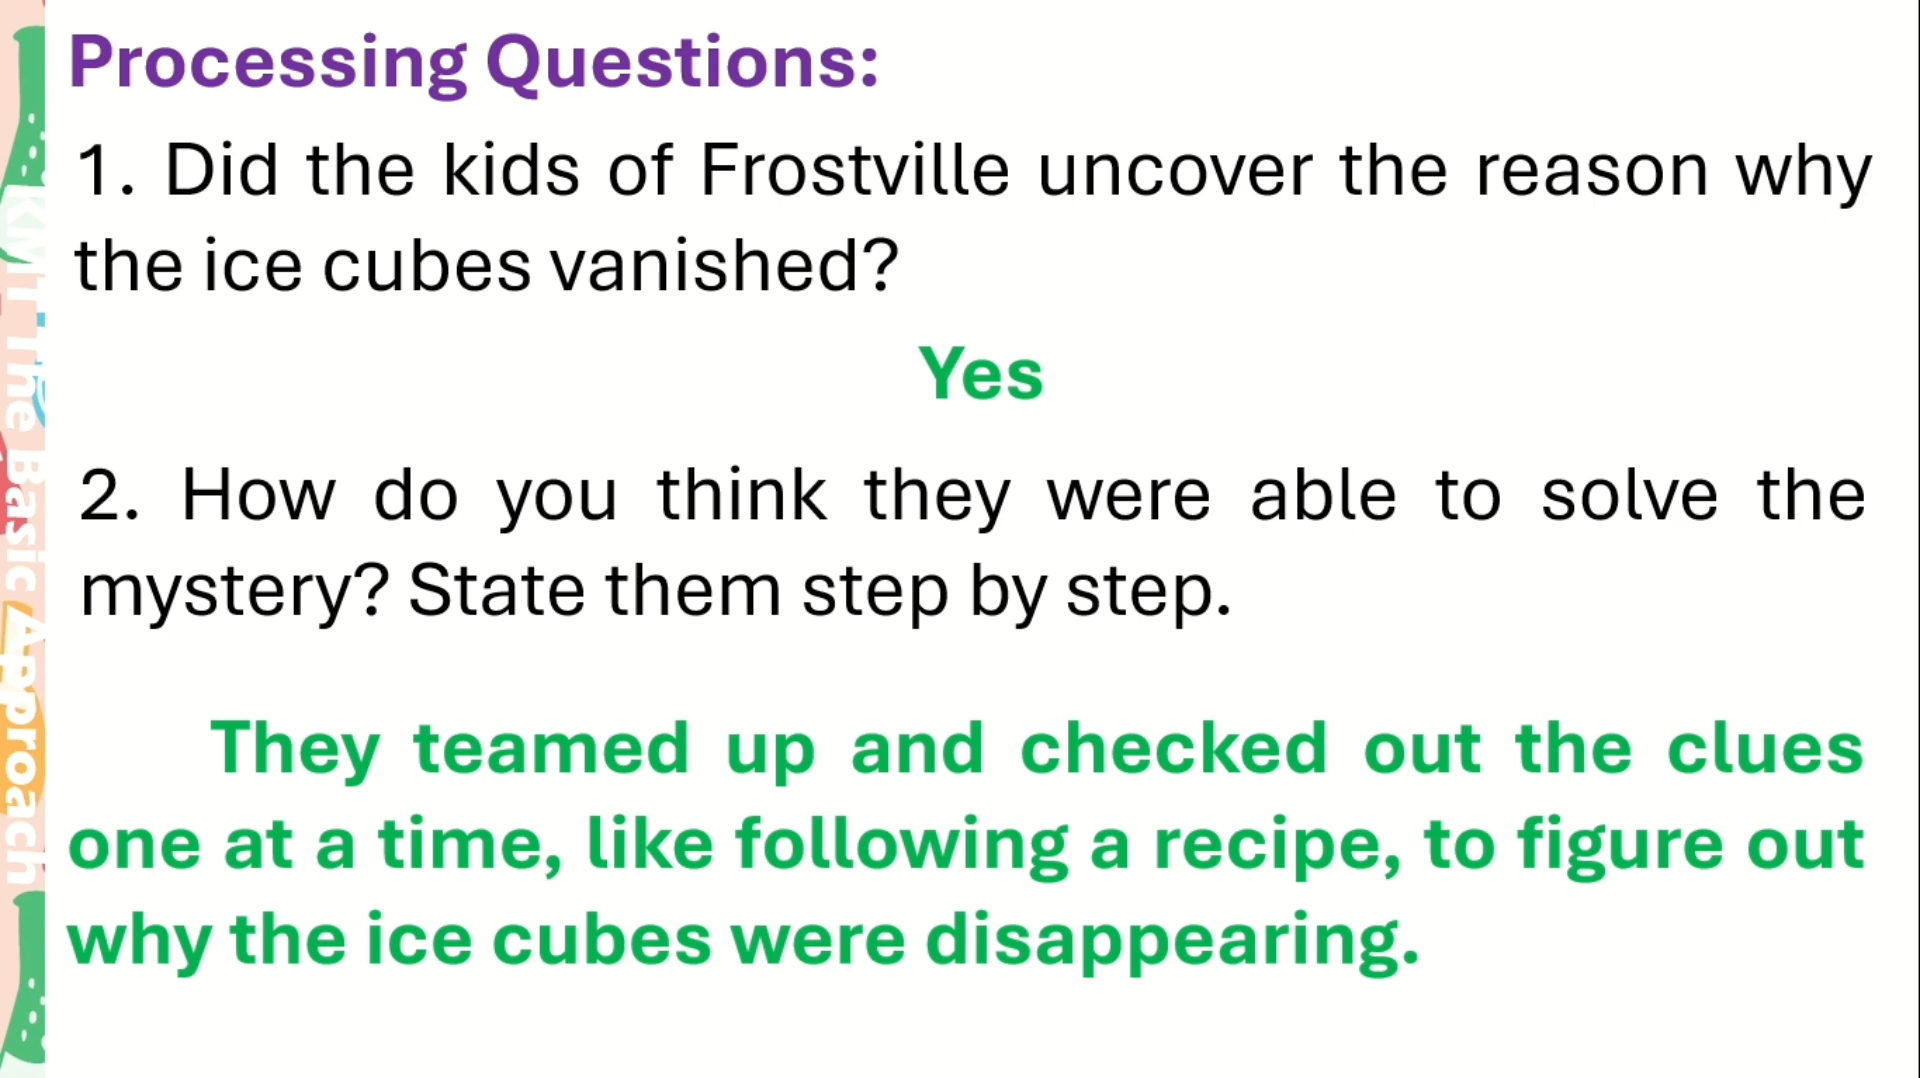 Processing Questions:
1. Did the kids of Frostville uncover the reason why
the ice cubes vanished?
Yes
2. How do you think they were able to solve the
mystery? State them step by step.
They teamed up and checked out the clues
one at a time, like following a recipe, to figure out
why the ice cubes were disappearing.
The Basic Approach